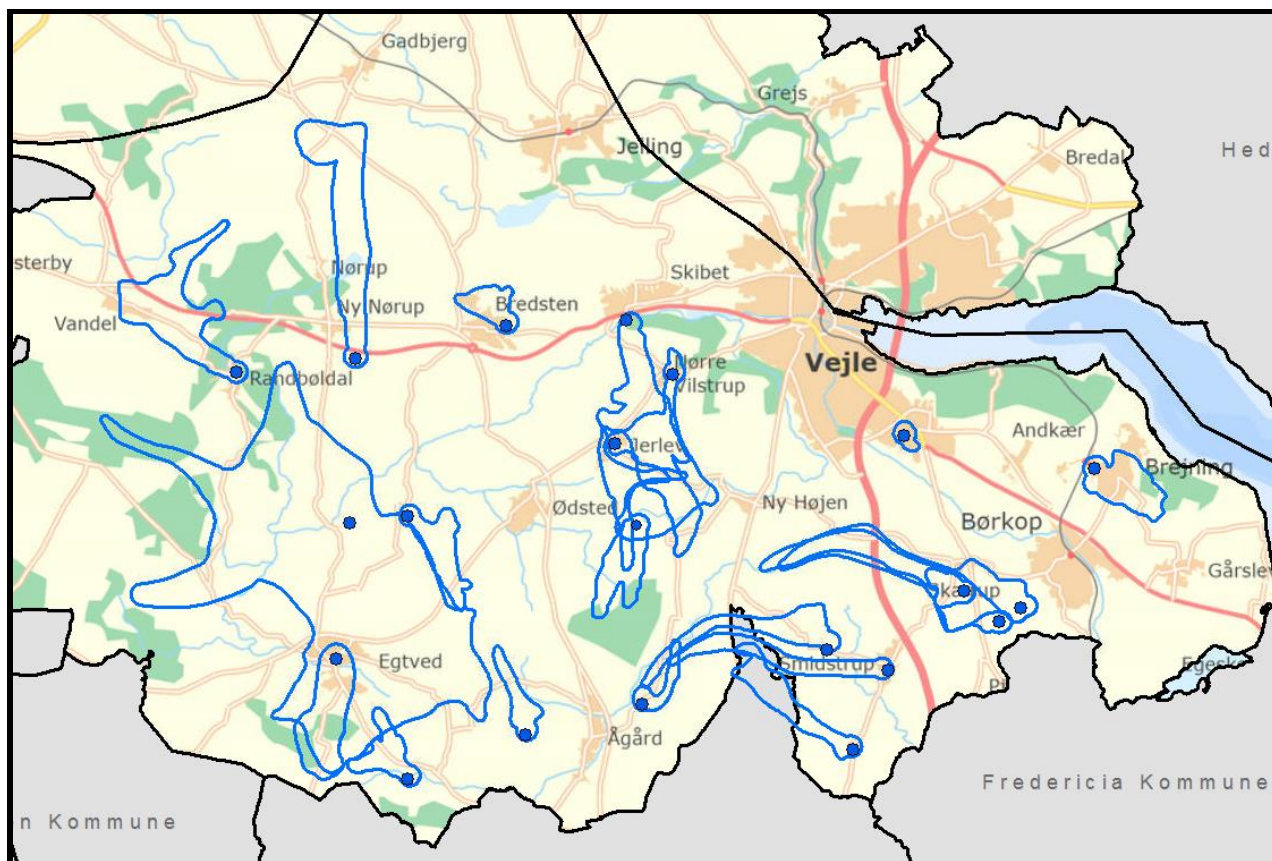 Gadbjerg
Grejs
Jelling
Bredal
Hed
Skibet
sterby
Nørup
Vandel
Ny Nørup
Bredsten
Randbøldal
Nørre
Vilstrup
Vejle
Andkær
Jerlev
Brejning
Ødsted
Ny Højen
Børkop
Gårslev
Skærup
Egtved
Smidstrup
Egeskov
Ågård
Fredericia Kommune
n Kommune